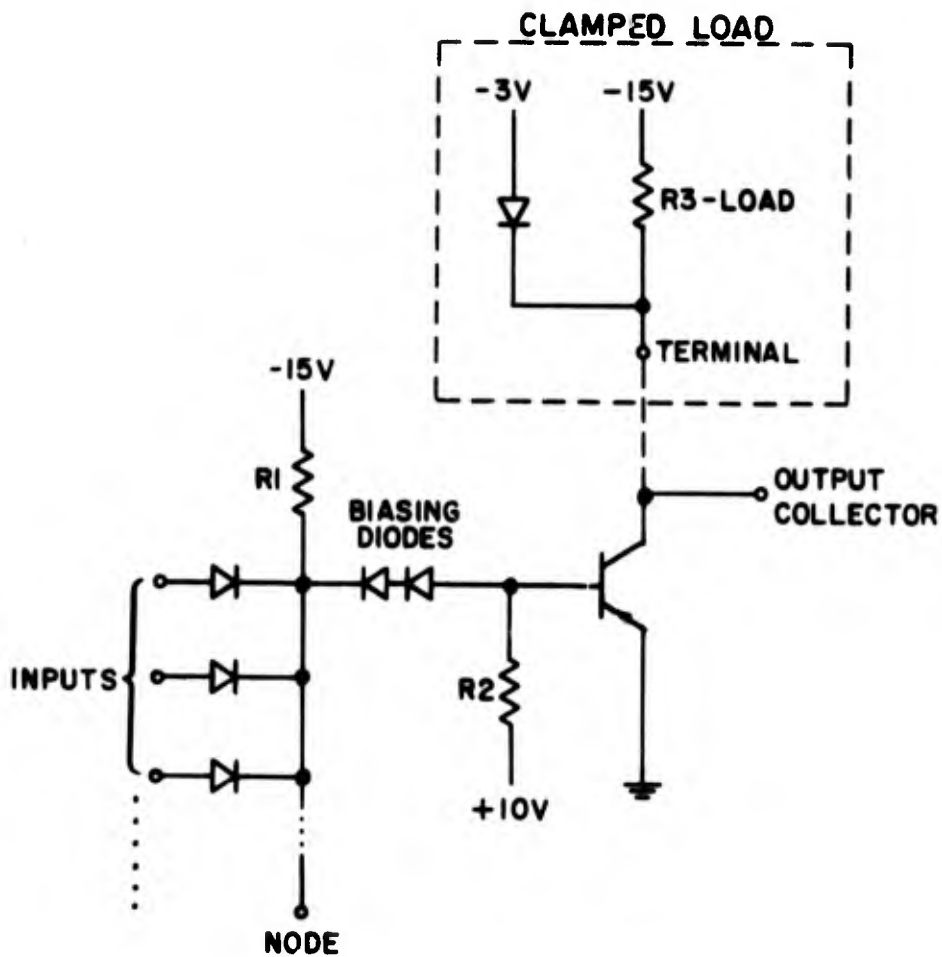 CLAMPED LOAD
-3V
-15V
R3-LOAD
TERMINAL
-15V
R1
BIASING
DIODES
OUTPUT
COLLECTOR
INPUTS
R2
+10V
NODE